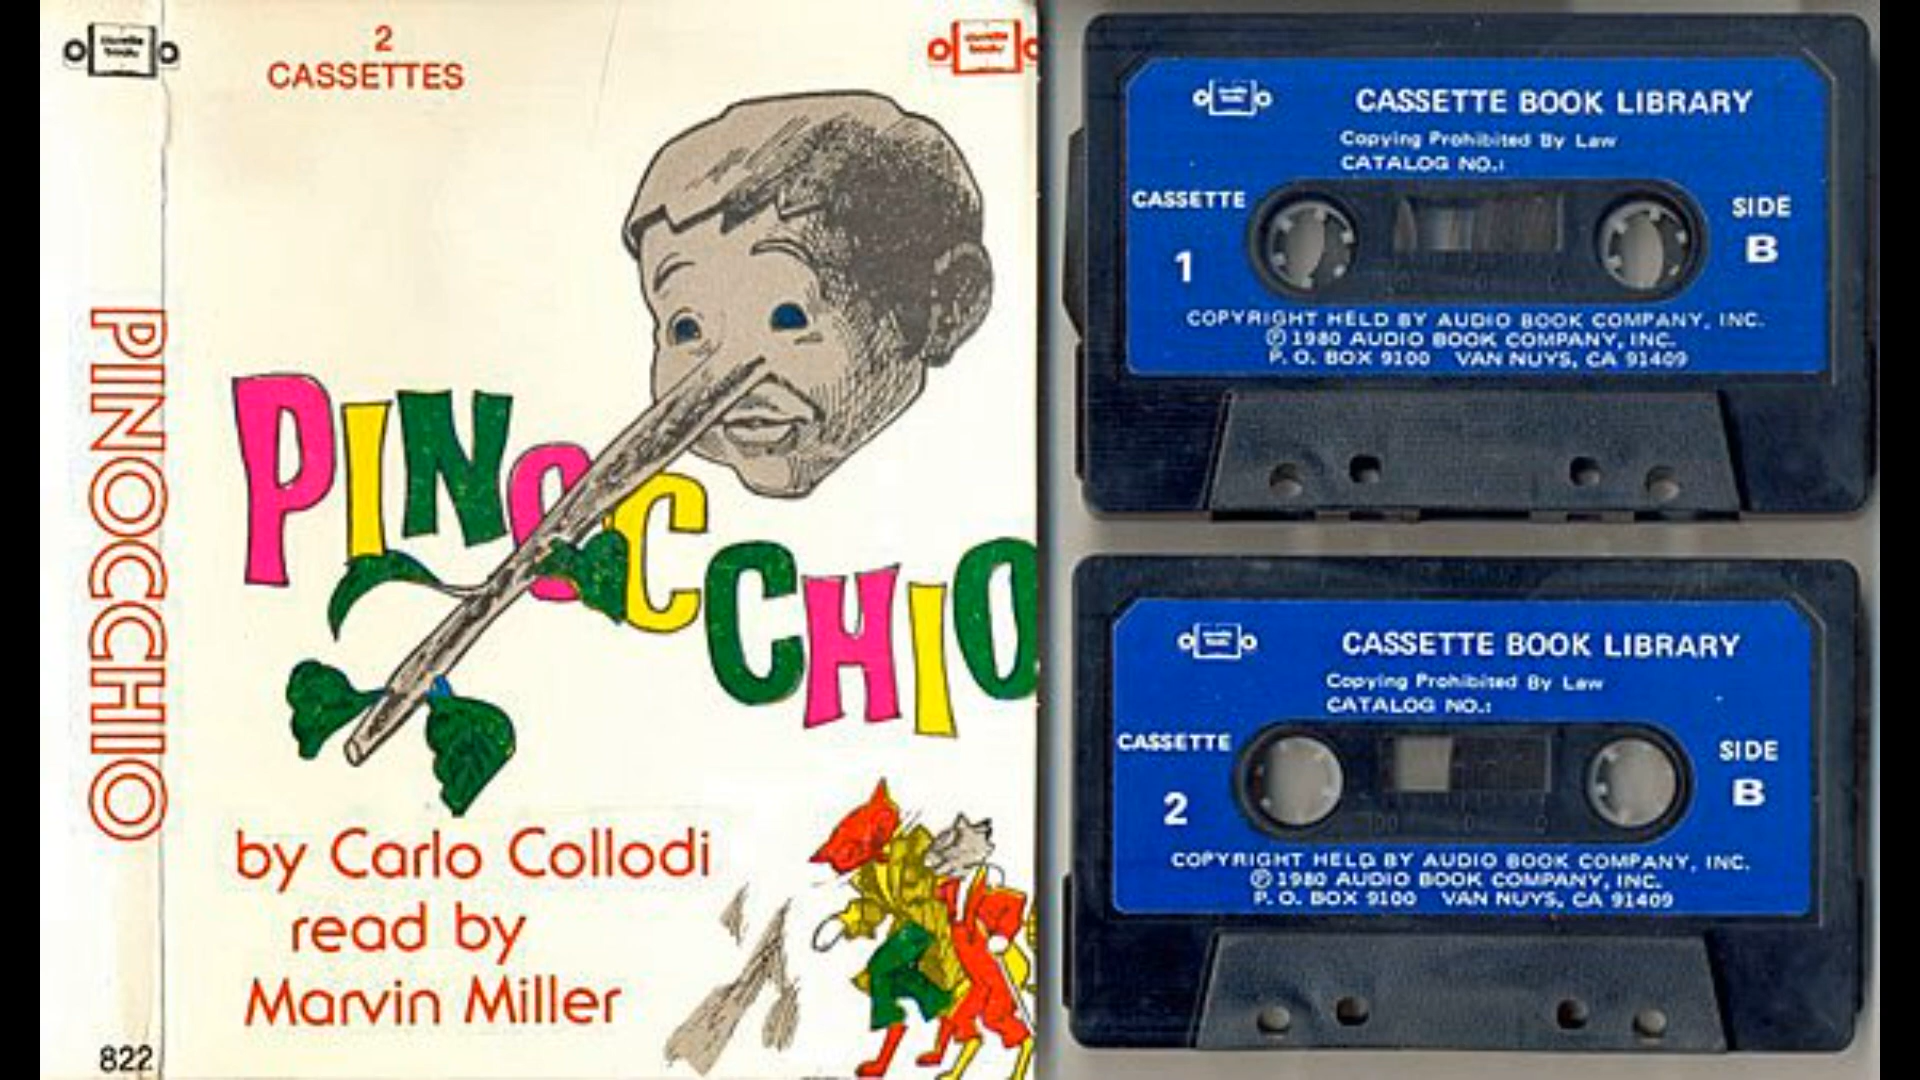 PINOCCHIO
822
2
CASSETTES
PINOCCHIO
by Carlo Collodi
read by
Marvin Miller
CASSETTE BOOK LIBRARY
Copying Prohibited By Law
CATALOG NO.:
CASSETTE
1
SIDE
B
COPYRIGHT HELD BY AUDIO BOOK COMPANY, INC.
℗ 1980 AUDIO BOOK COMPANY, INC.
P. O. BOX 9100 VAN NUYS, CA 91409
CASSETTE BOOK LIBRARY
Copying Prohibited By Law
CATALOG NO.:
CASSETTE
2
SIDE
B
COPYRIGHT HELD BY AUDIO BOOK COMPANY, INC.
℗ 1980 AUDIO BOOK COMPANY, INC.
P. O. BOX 9100 VAN NUYS, CA 91409